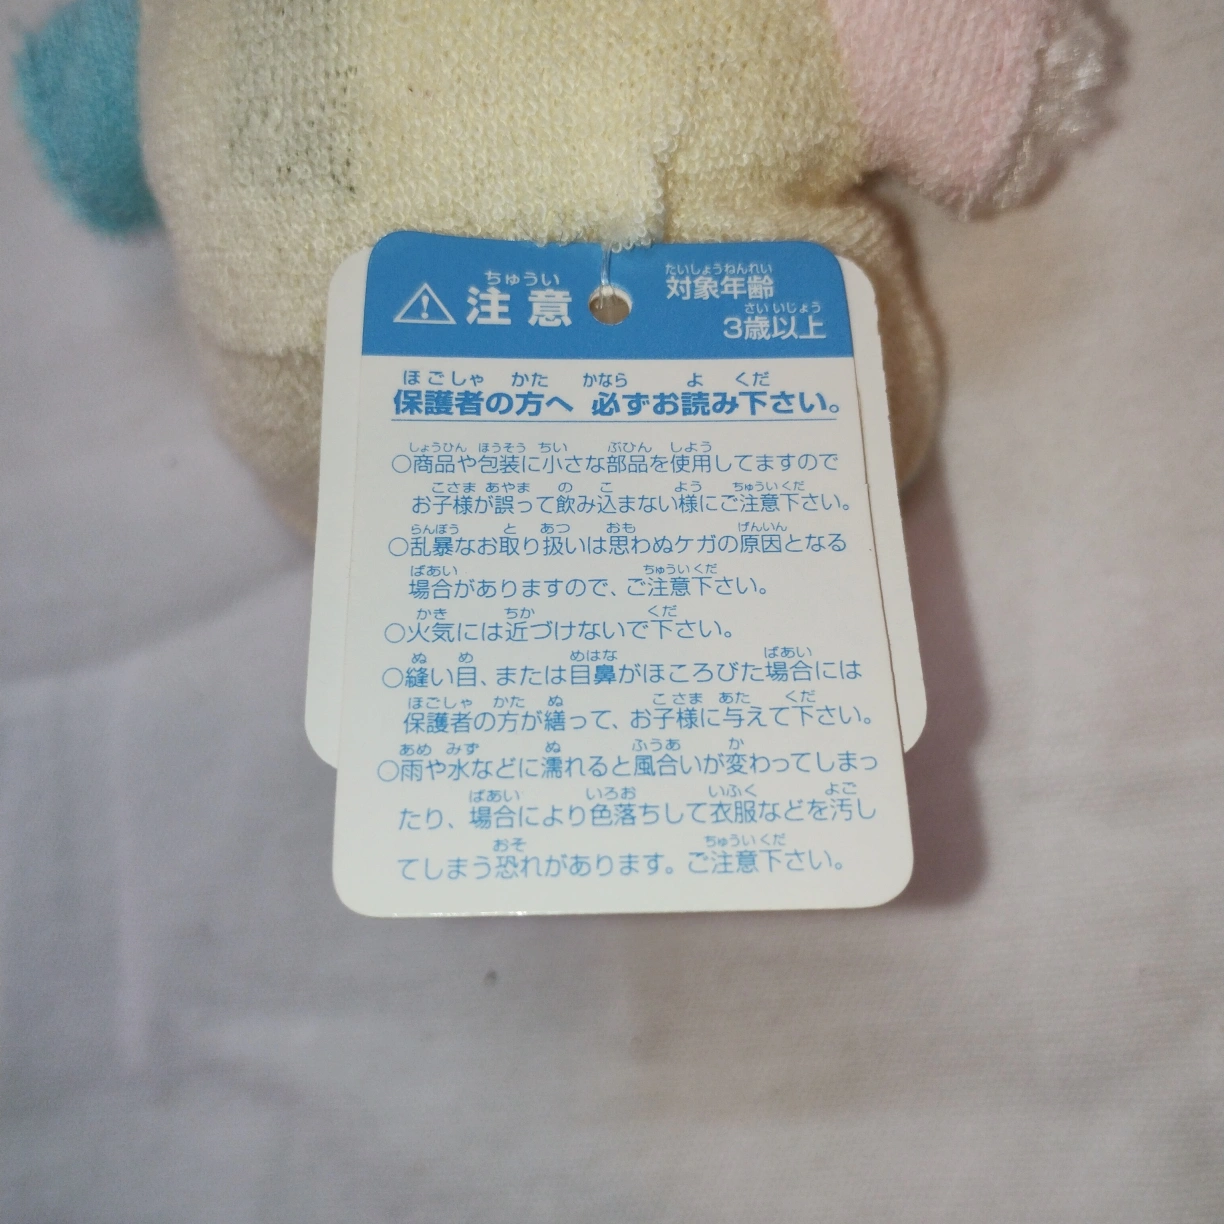 ちゅうい
⚠注意
たいしょうねんれい
対象年齢
さいいじょう
3歳以上
ほごしゃ かた かなら よ くだ
保護者の方へ 必ずお読み下さい。
しょうひん ほうそう ちい ぶひん しよう
○商品や包装に小さな部品を使用してますので
こさま あやま の こ よう ちゅうい くだ
お子様が誤って飲み込まない様にご注意下さい。
らんぼう と あつ おも げんいん
○乱暴なお取り扱いは思わぬケガの原因となる
ばあい ちゅうい くだ
場合がありますので、ご注意下さい。
かき ちか くだ
○火気には近づけないで下さい。
ぬ め めはな ばあい
○縫い目、または目鼻がほころびた場合には
ほごしゃ かた ぬ こさま あた くだ
保護者の方が繕って、お子様に与えて下さい。
あめ みず ぬ ふうあ か
○雨や水などに濡れると風合いが変わってしまっ
ばあい いろお いふく よご
たり、場合により色落ちして衣服などを汚し
おそ ちゅうい くだ
てしまう恐れがあります。ご注意下さい。